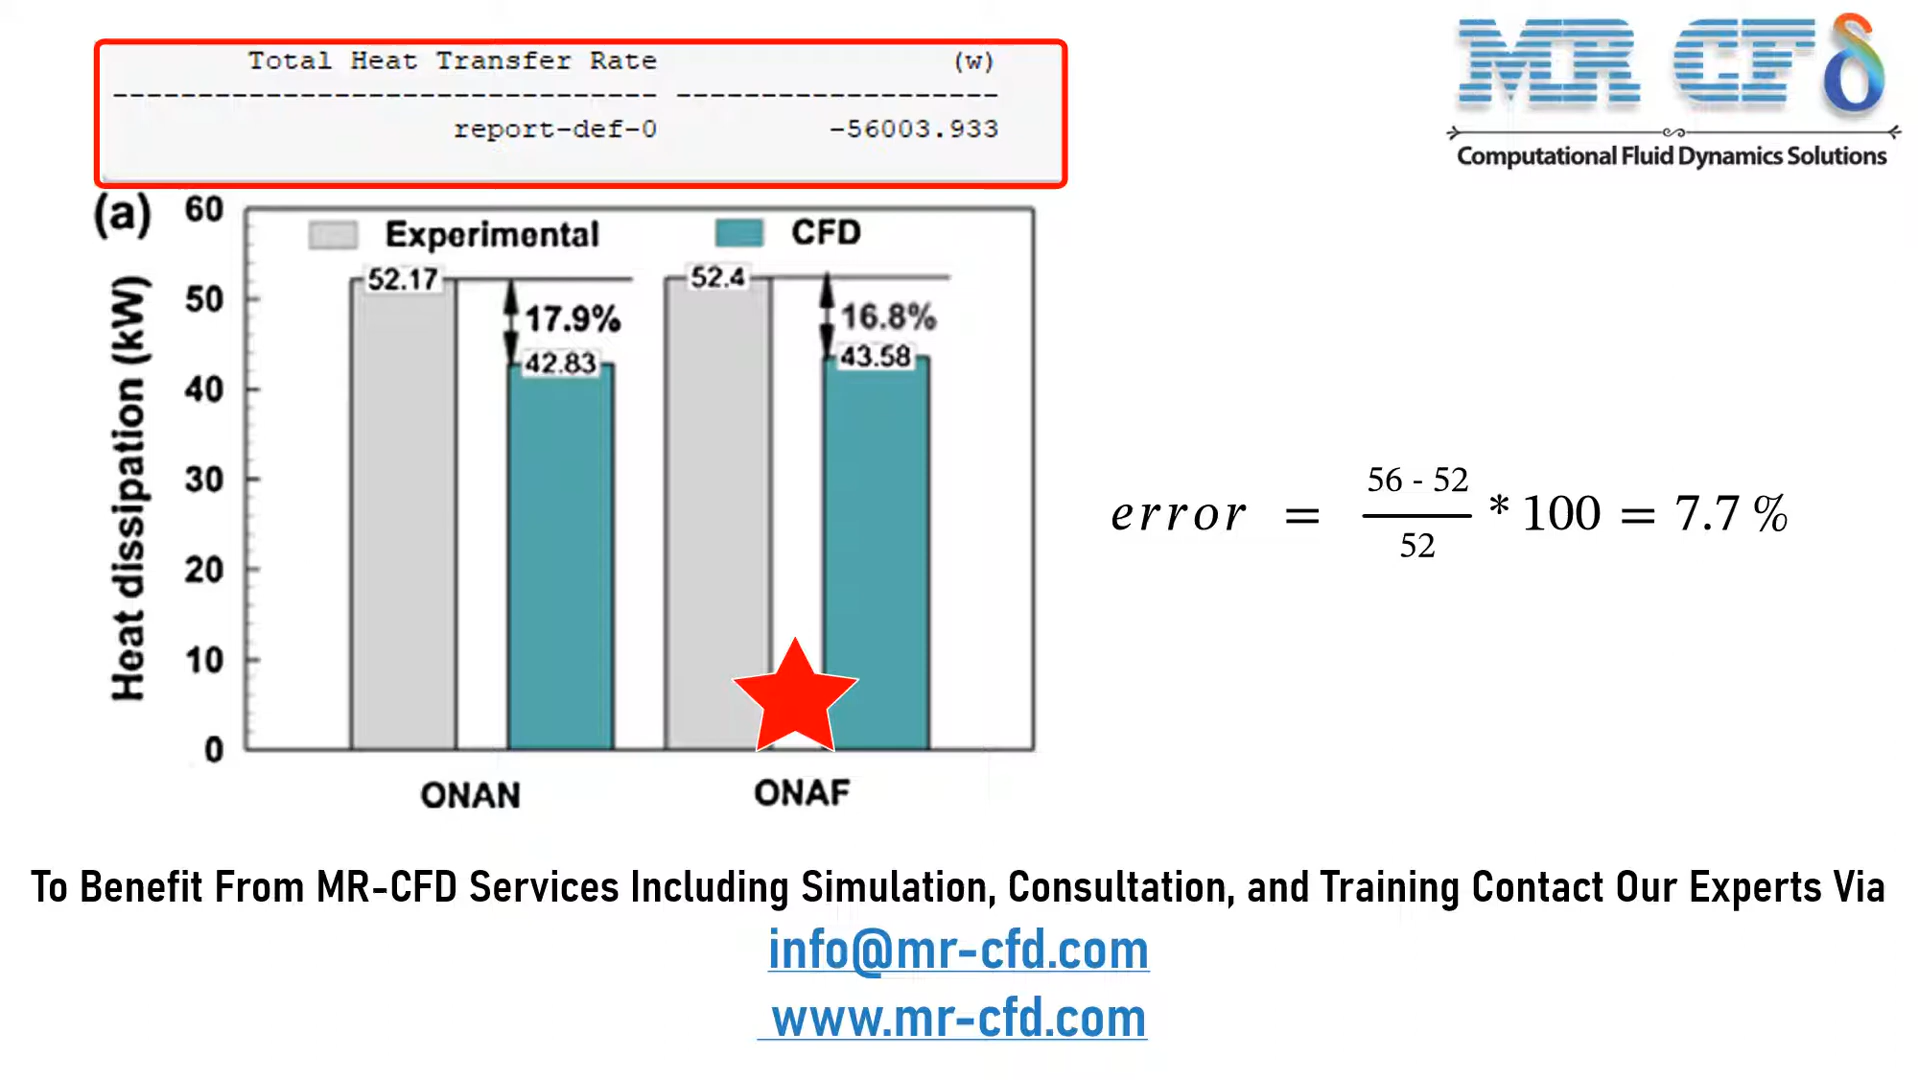 Total Heat Transfer Rate (w)
-------------------------------- -------------------
report-def-0 -56003.933
MR CFD
Computational Fluid Dynamics Solutions
(a)
Heat dissipation (kW)
60
50
40
30
20
10
0
Experimental
CFD
52.17
17.9%
42.83
52.4
16.8%
43.58
ONAN
ONAF
error = 56 - 52 / 52 * 100 = 7.7 %
To Benefit From MR-CFD Services Including Simulation, Consultation, and Training Contact Our Experts Via
info@mr-cfd.com
www.mr-cfd.com